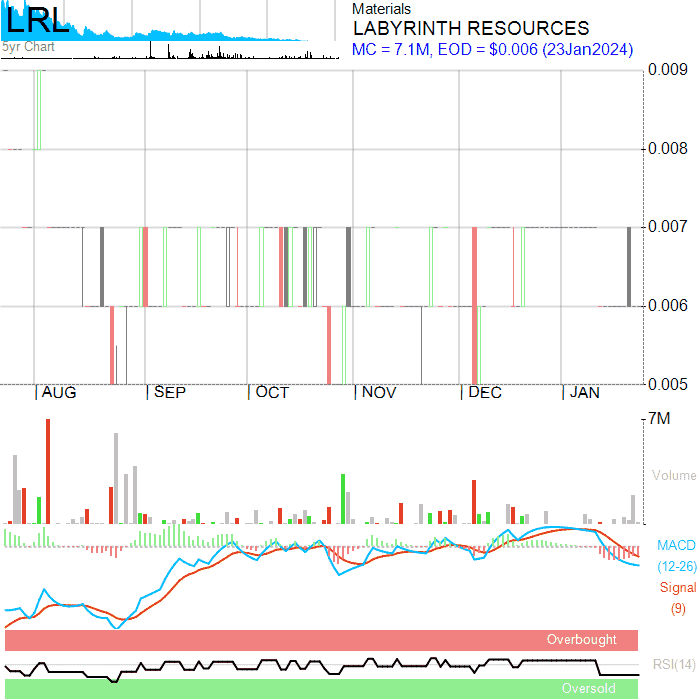 LRL
5yr Chart
Materials
LABYRINTH RESOURCES
MC = 7.1M, EOD = $0.006 (23Jan2024)
0.009
0.008
0.007
0.006
0.005
AUG SEP OCT NOV DEC JAN
7M
Volume
MACD
(12-26)
Signal
(9)
Overbought
RSI(14)
Oversold